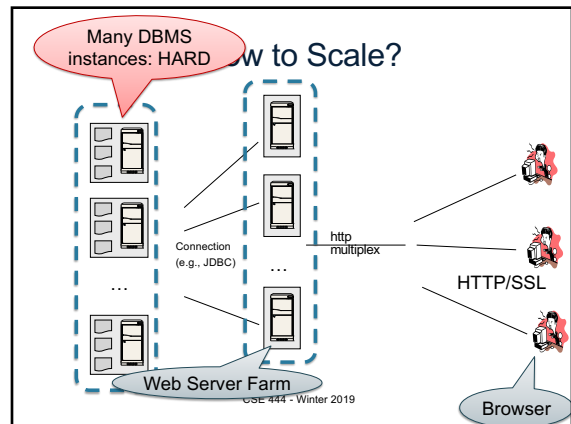 Many DBMS
instances: HARD
ow to Scale?
Connection
(e.g., JDBC)
...
...
http
multiplex
HTTP/SSL
Web Server Farm
CSE 444 - Winter 2019
Browser